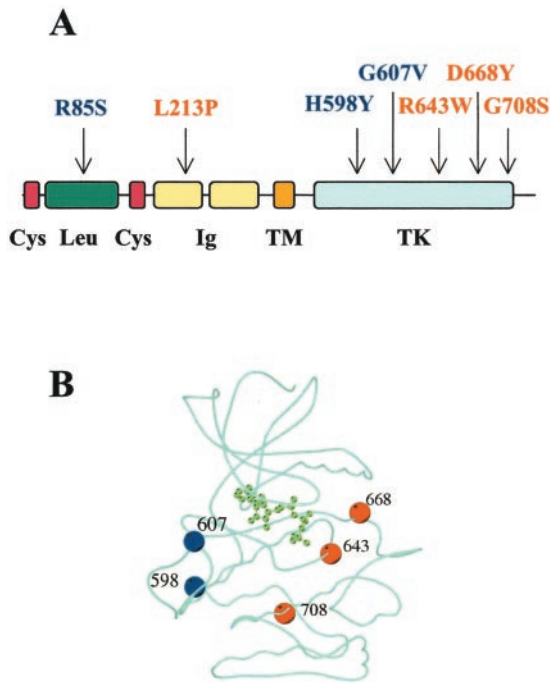 A
G607V D668Y
R85S L213P H598Y R643W G708S
Cys Leu Cys Ig TM TK
B
668
607
643
598
708